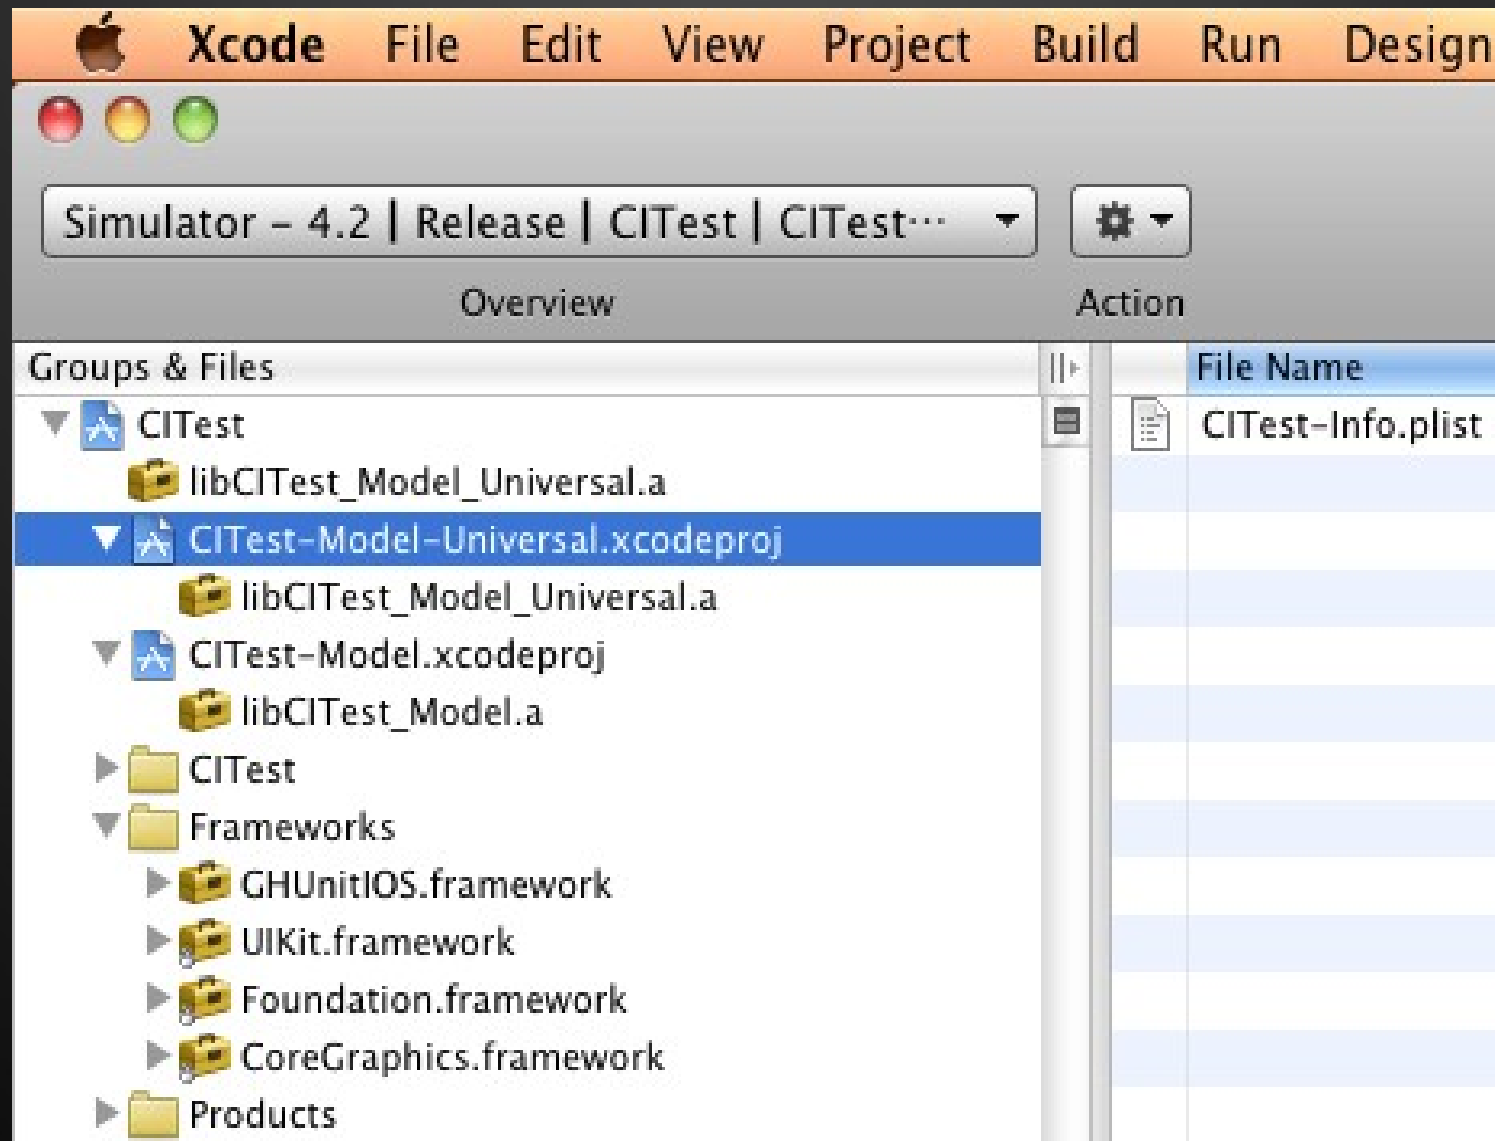 Xcode File Edit View Project Build Run Design
Simulator – 4.2 | Release | CITest | CITest...
Overview
Action
Groups & Files
File Name
CITest
CITest-Info.plist
libCITest_Model_Universal.a
CITest-Model-Universal.xcodeproj
libCITest_Model_Universal.a
CITest-Model.xcodeproj
libCITest_Model.a
CITest
Frameworks
GHUnitIOS.framework
UIKit.framework
Foundation.framework
CoreGraphics.framework
Products